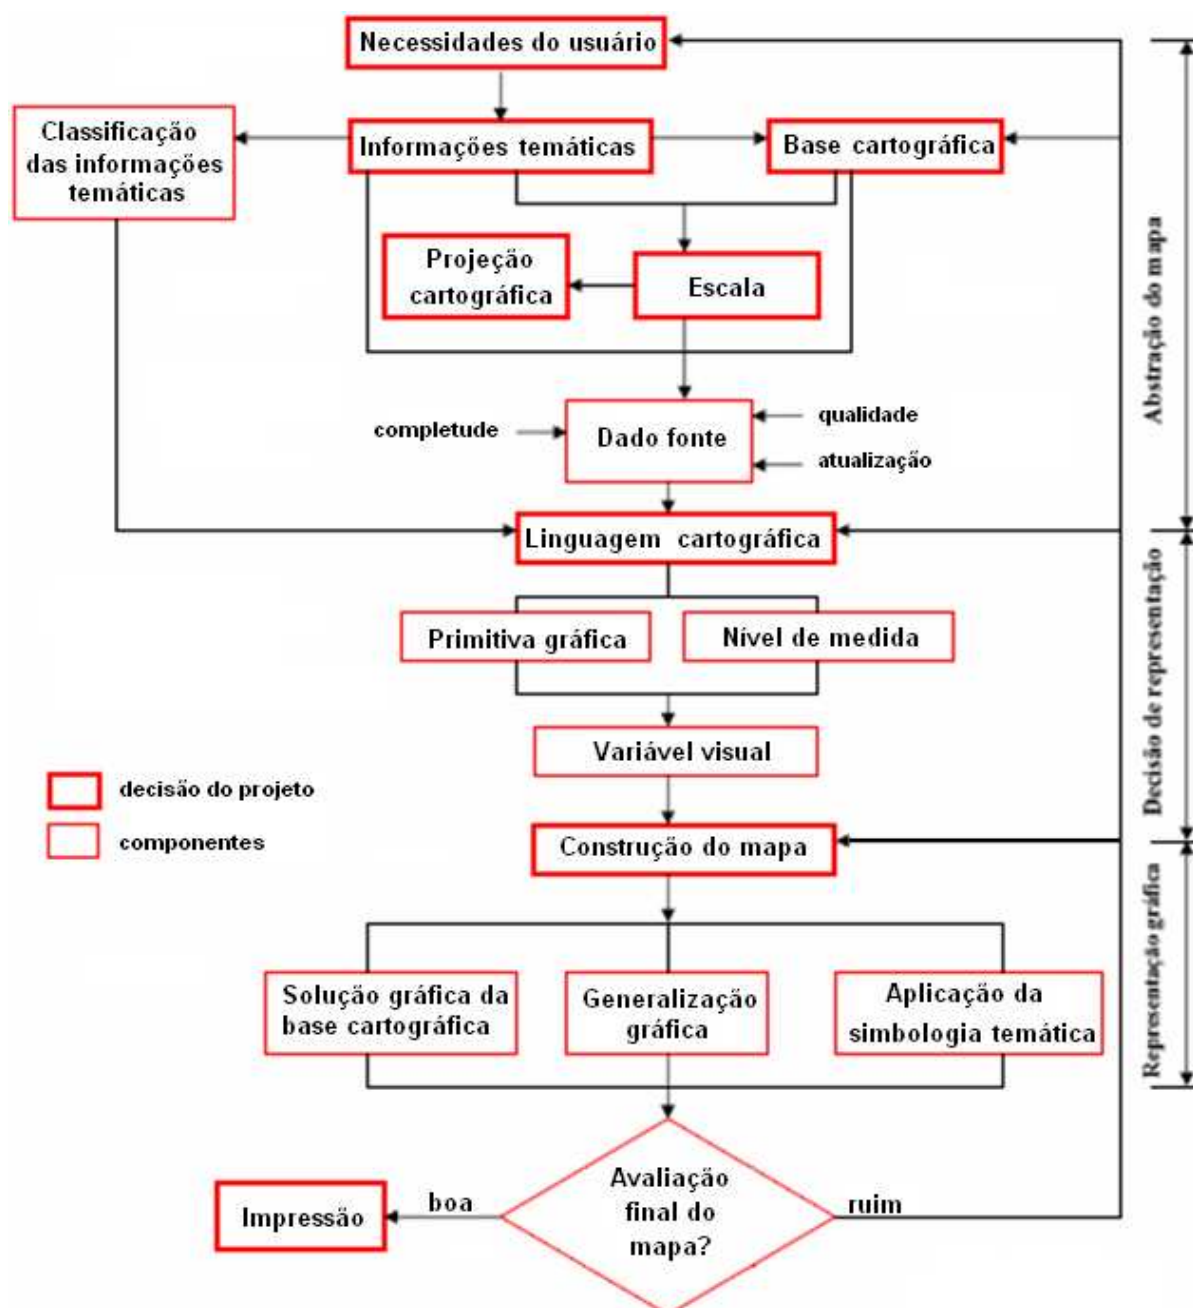 Necessidades do usuário
Classificação
das informações
temáticas
Informações temáticas
Base cartográfica
Projeção
cartográfica
Escala
Abstração do mapa
completude
Dado fonte
qualidade
atualização
Linguagem cartográfica
Primitiva gráfica
Nível de medida
Decisão de representação
Variável visual
decisão do projeto
componentes
Construção do mapa
Solução gráfica da
base cartográfica
Generalização
gráfica
Aplicação da
simbologia temática
Representação gráfica
Avaliação
final do
mapa?
boa
ruim
Impressão